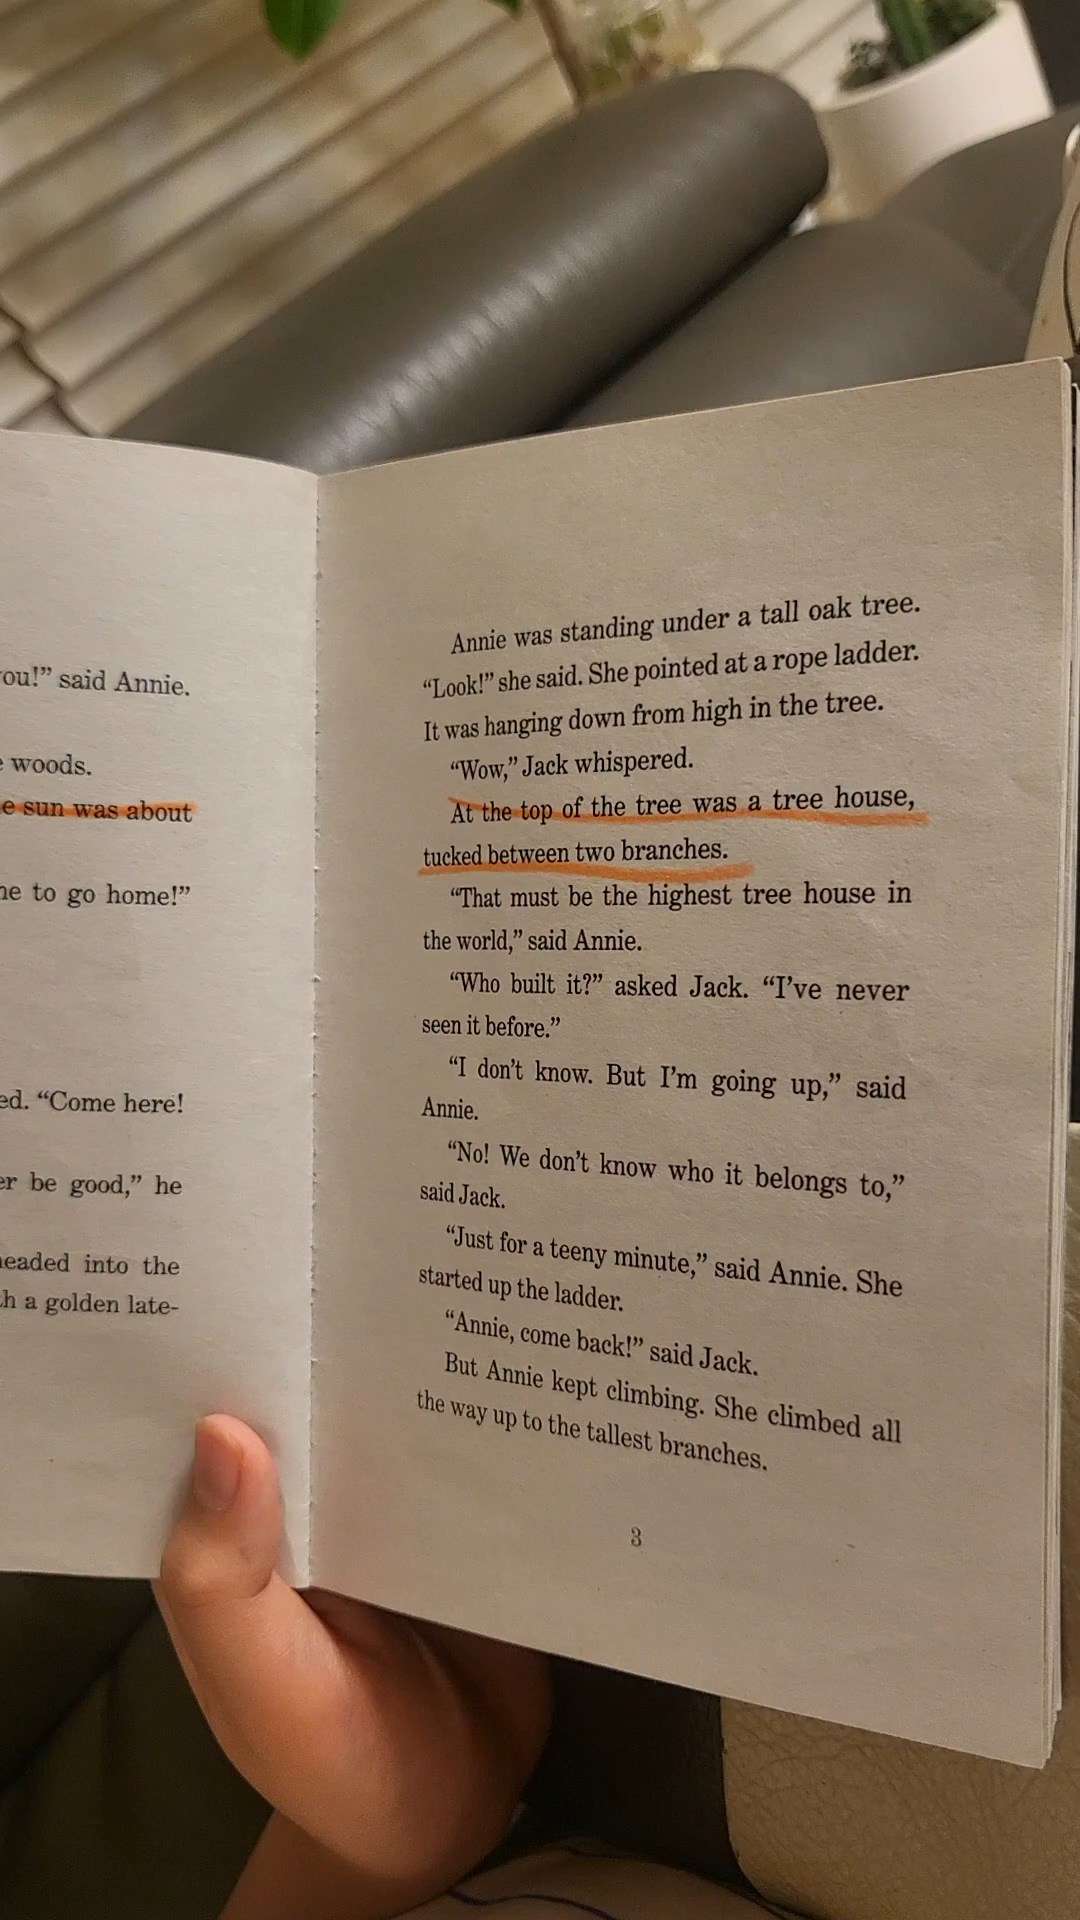 ou!” said Annie.
woods.
sun was about
to go home!”
ed. “Come here!
er be good,” he
headed into the
h a golden late-
Annie was standing under a tall oak tree.
“Look!” she said. She pointed at a rope ladder.
It was hanging down from high in the tree.
“Wow,” Jack whispered.
At the top of the tree was a tree house,
tucked between two branches.
“That must be the highest tree house in
the world,” said Annie.
“Who built it?” asked Jack. “I’ve never
seen it before.”
“I don’t know. But I’m going up,” said
Annie.
“No! We don’t know who it belongs to,”
said Jack.
“Just for a teeny minute,” said Annie. She
started up the ladder.
“Annie, come back!” said Jack.
But Annie kept climbing. She climbed all
the way up to the tallest branches.
3